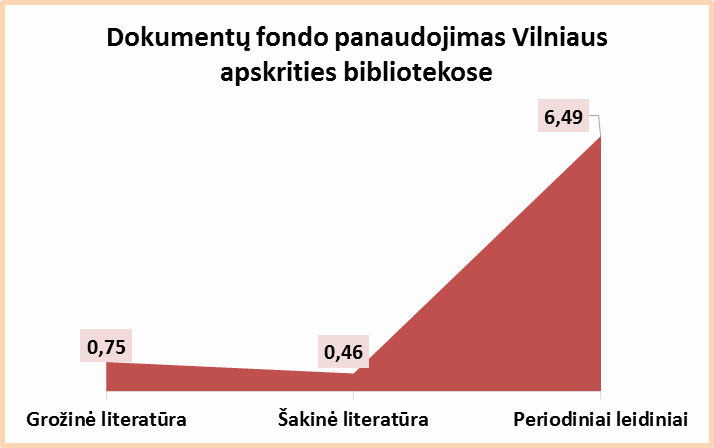 Dokumentų fondo panaudojimas Vilniaus
apskrities bibliotekose
6,49
0,75
0,46
Grožinė literatūra
Šakinė literatūra
Periodiniai leidiniai